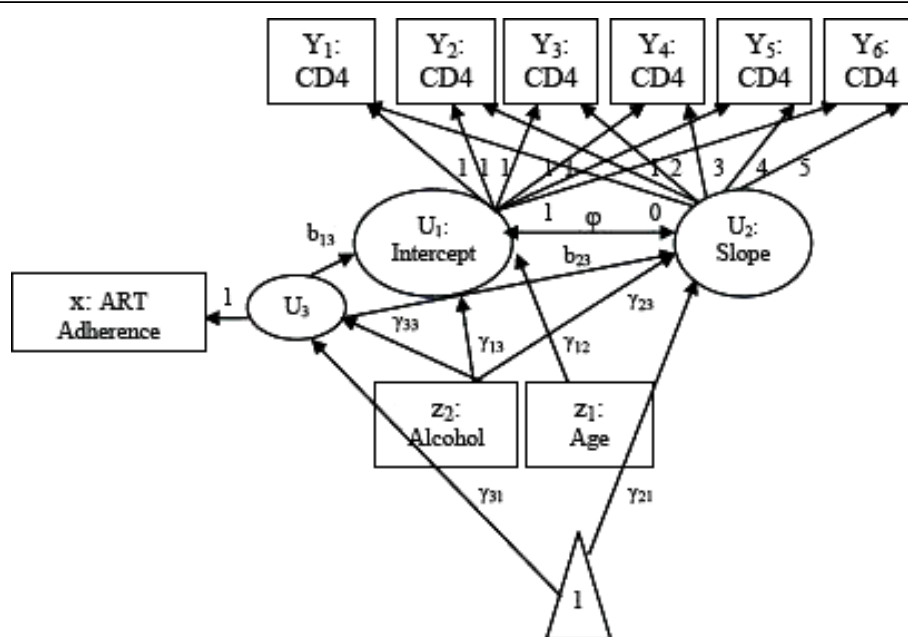 Y₁: Y₂: Y₃: Y₄: Y₅: Y₆:
CD4 CD4 CD4 CD4 CD4 CD4
1 1 1 1 1 1 2 3 4 5
U₁: 1 φ 0 U₂:
b₁₃ Intercept b₂₃ Slope
x: ART 1 U₃
Adherence γ₃₃ γ₁₃ γ₁₂ γ₂₃
z₂: z₁:
Alcohol Age
γ₃₁ γ₂₁
1